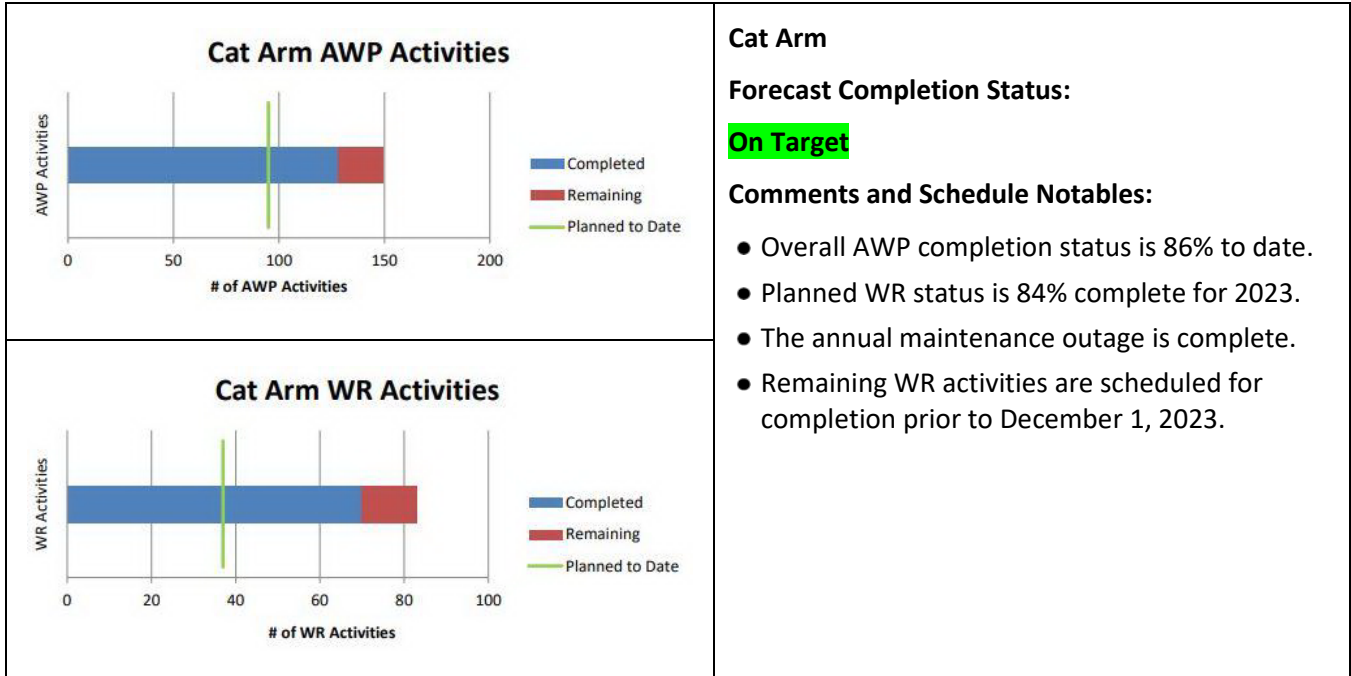 Cat Arm AWP Activities
AWP Activities
Completed
Remaining
Planned to Date
0 50 100 150 200
# of AWP Activities
Cat Arm WR Activities
WR Activities
Completed
Remaining
Planned to Date
0 20 40 60 80 100
# of WR Activities
Cat Arm
Forecast Completion Status:
On Target
Comments and Schedule Notables:
● Overall AWP completion status is 86% to date.
● Planned WR status is 84% complete for 2023.
● The annual maintenance outage is complete.
● Remaining WR activities are scheduled for
completion prior to December 1, 2023.